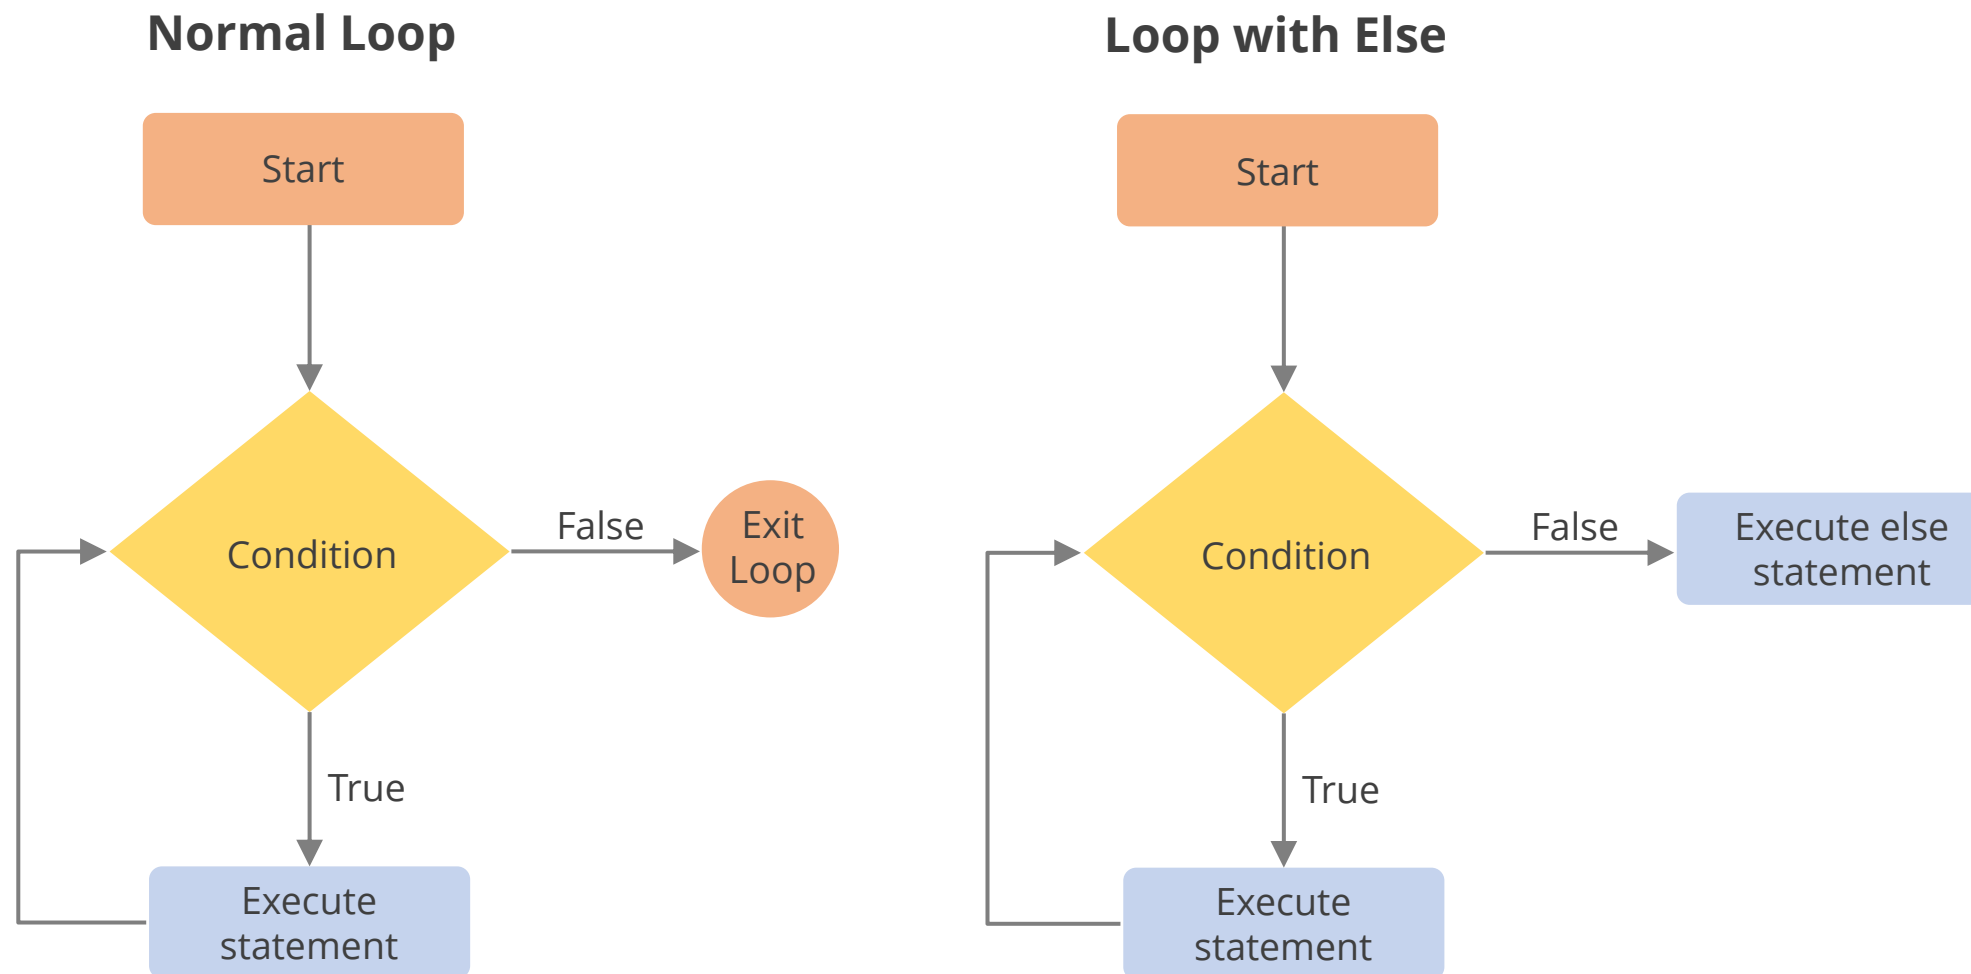 Normal Loop
Start
Condition
False
Exit
Loop
True
Execute
statement
Loop with Else
Start
Condition
False
Execute else
statement
True
Execute
statement